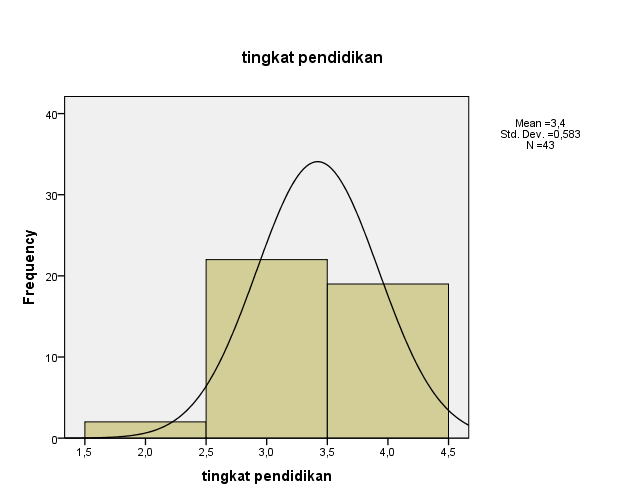 tingkat pendidikan
Mean =3,4
Std. Dev. =0,583
N =43
Frequency
40
30
20
10
0
1,5 2,0 2,5 3,0 3,5 4,0 4,5
tingkat pendidikan